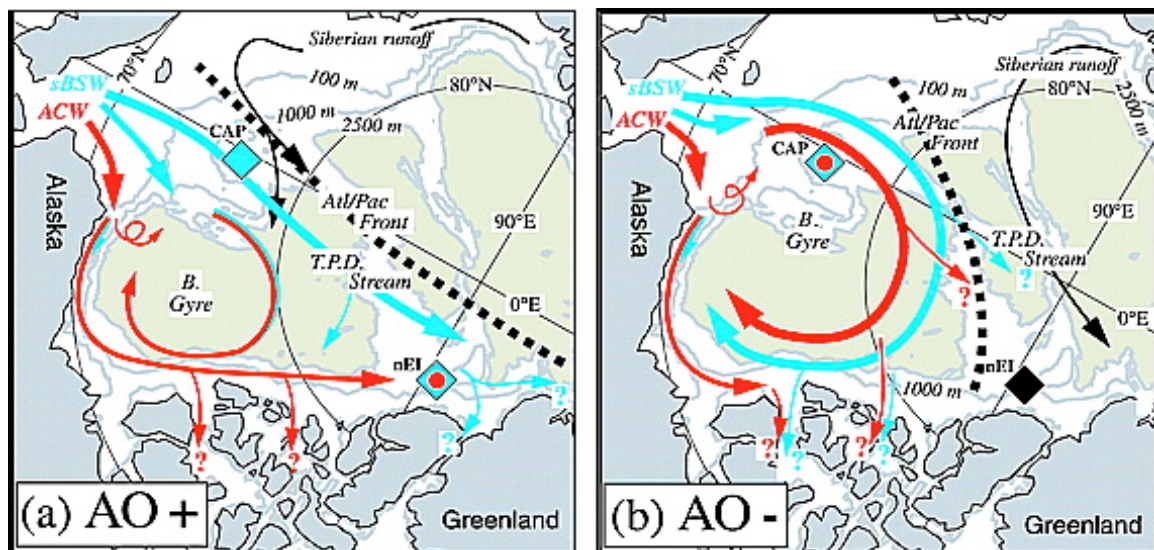 Siberian runoff
70°N
sBSW
100 m
80°N
ACW
1000 m
2500 m
CAP
Alaska
Atl/Pac
Front
90°E
T.P.D.
Stream
B.
Gyre
0°E
nEI
?
?
?
?
(a) AO +
Greenland
70°N
Siberian runoff
sBSW
100 m
80°N
ACW
Atl/Pac
Front
2500 m
CAP
Alaska
90°E
B.
Gyre
T.P.D.
Stream
?
?
0°E
nEI
1000 m
?
?
?
?
(b) AO -
Greenland